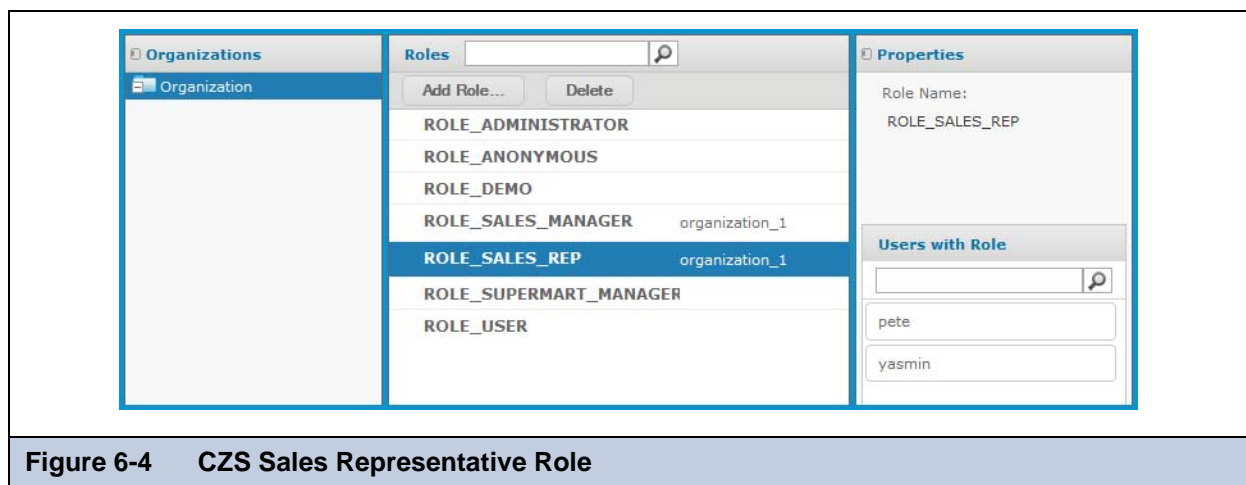 Organizations
Organization
Roles
Add Role... Delete
ROLE_ADMINISTRATOR
ROLE_ANONYMOUS
ROLE_DEMO
ROLE_SALES_MANAGER organization_1
ROLE_SALES_REP organization_1
ROLE_SUPERMART_MANAGER
ROLE_USER
Properties
Role Name:
ROLE_SALES_REP
Users with Role
pete
yasmin
Figure 6-4 CZS Sales Representative Role